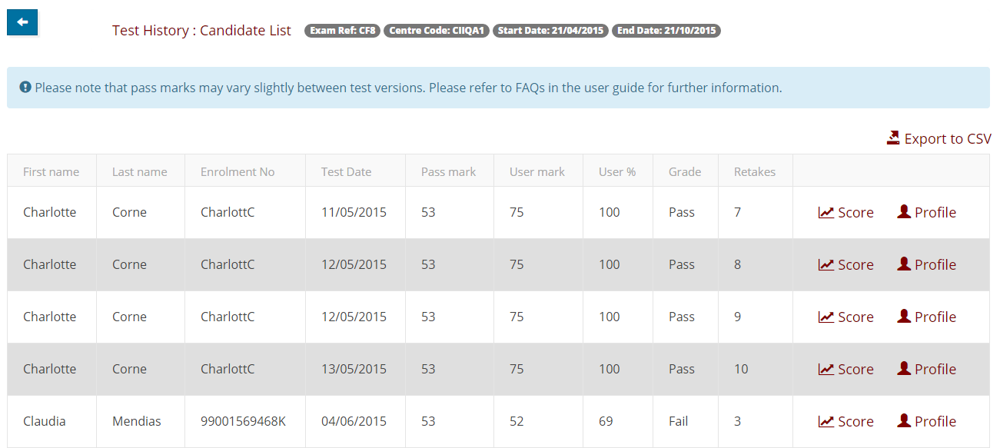 Test History : Candidate List Exam Ref: CF8 Centre Code: CIIQA1 Start Date: 21/04/2015 End Date: 21/10/2015
Please note that pass marks may vary slightly between test versions. Please refer to FAQs in the user guide for further information.
Export to CSV
First name Last name Enrolment No Test Date Pass mark User mark User % Grade Retakes
Charlotte Corne CharlottC 11/05/2015 53 75 100 Pass 7 Score Profile
Charlotte Corne CharlottC 12/05/2015 53 75 100 Pass 8 Score Profile
Charlotte Corne CharlottC 12/05/2015 53 75 100 Pass 9 Score Profile
Charlotte Corne CharlottC 13/05/2015 53 75 100 Pass 10 Score Profile
Claudia Mendias 99001569468K 04/06/2015 53 52 69 Fail 3 Score Profile